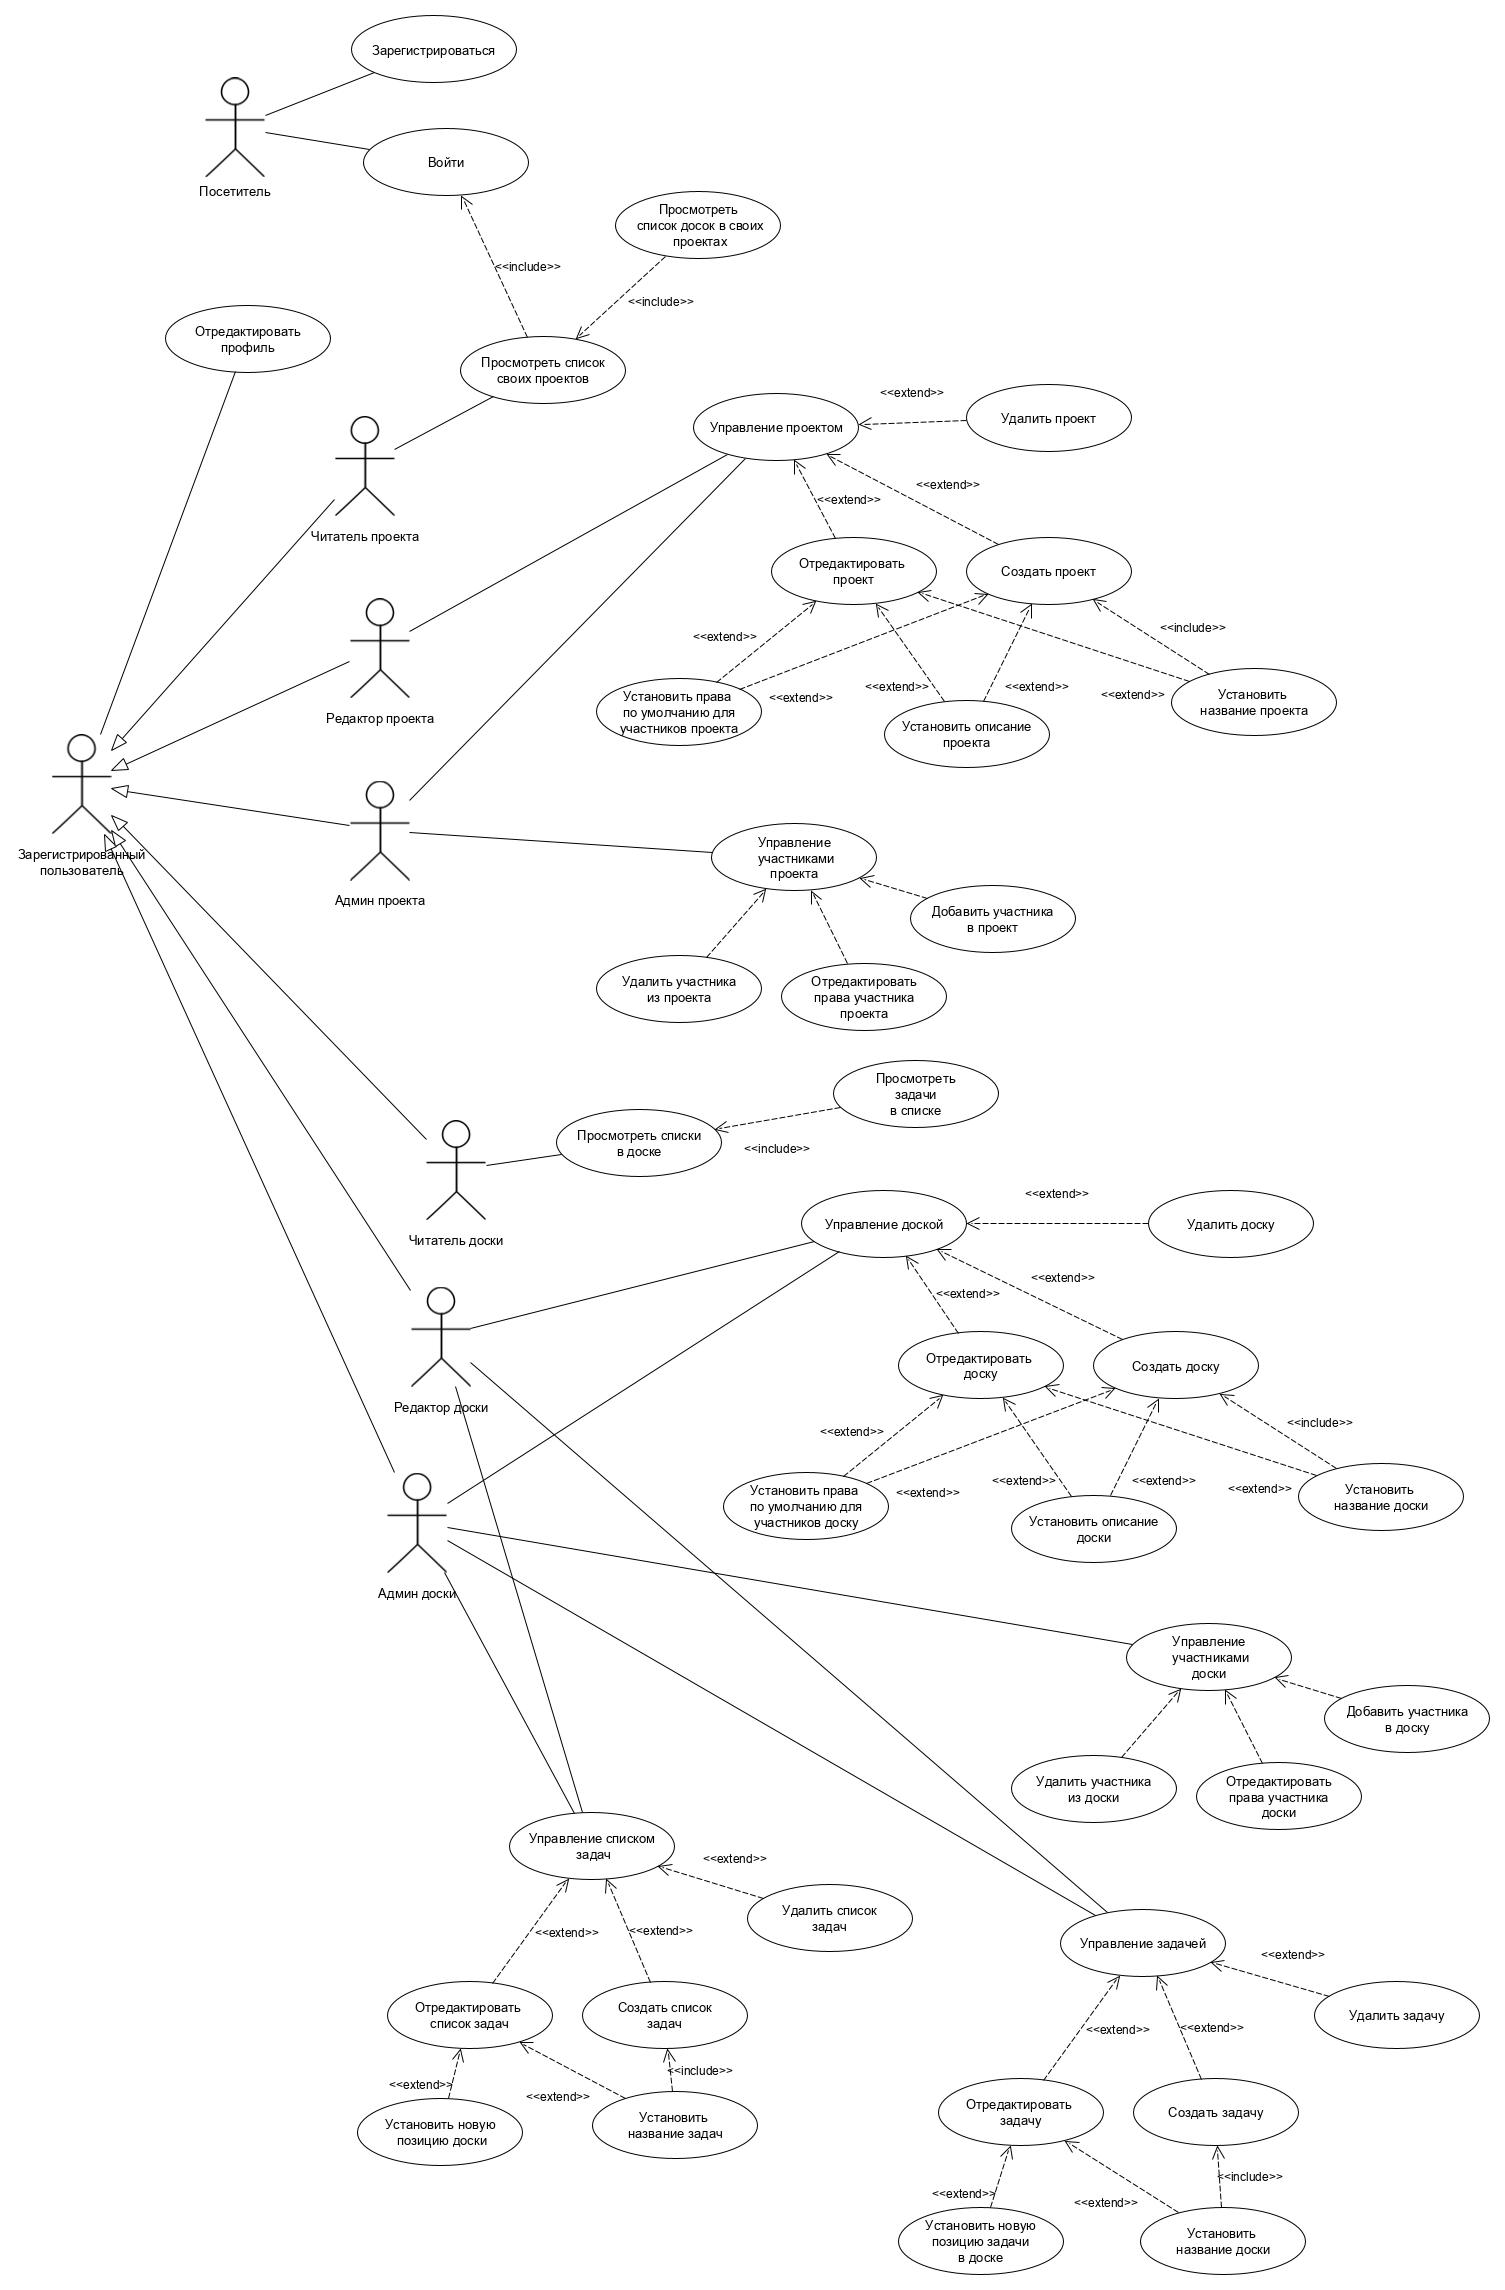 Зарегистрироваться
Войти
Посетитель
Просмотреть
список досок в своих
проектах
<<include>>
<<include>>
Отредактировать
профиль
Просмотреть список
своих проектов
<<extend>>
Удалить проект
Управление проектом
<<extend>>
<<extend>>
Читатель проекта
Отредактировать
проект
Создать проект
<<extend>>
<<include>>
<<extend>>
<<extend>>
<<extend>>
<<extend>>
Установить права
по умолчанию для
участников проекта
Установить описание
проекта
Установить
название проекта
Редактор проекта
Зарегистрированный
пользователь
Админ проекта
Управление
участниками
проекта
Добавить участника
в проект
Удалить участника
из проекта
Отредактировать
права участника
проекта
Просмотреть
задачи
в списке
Просмотреть списки
в доске
<<include>>
Читатель доски
<<extend>>
Управление доской
Удалить доску
<<extend>>
<<extend>>
Отредактировать
доску
Создать доску
Редактор доски
<<extend>>
<<include>>
<<extend>>
<<extend>>
<<extend>>
<<extend>>
Установить права
по умолчанию для
участников доску
Установить описание
доски
Установить
название доски
Админ доски
Управление
участниками
доски
Добавить участника
в доску
Удалить участника
из доски
Отредактировать
права участника
доски
Управление списком
задач
<<extend>>
Удалить список
задач
<<extend>>
<<extend>>
Управление задачей
<<extend>>
Удалить задачу
Отредактировать
список задач
Создать список
задач
<<extend>>
<<extend>>
<<extend>>
<<extend>>
<<include>>
Установить новую
позицию доски
Установить
название задач
Отредактировать
задачу
Создать задачу
<<extend>>
<<extend>>
<<include>>
Установить новую
позицию задачи
в доске
Установить
название доски